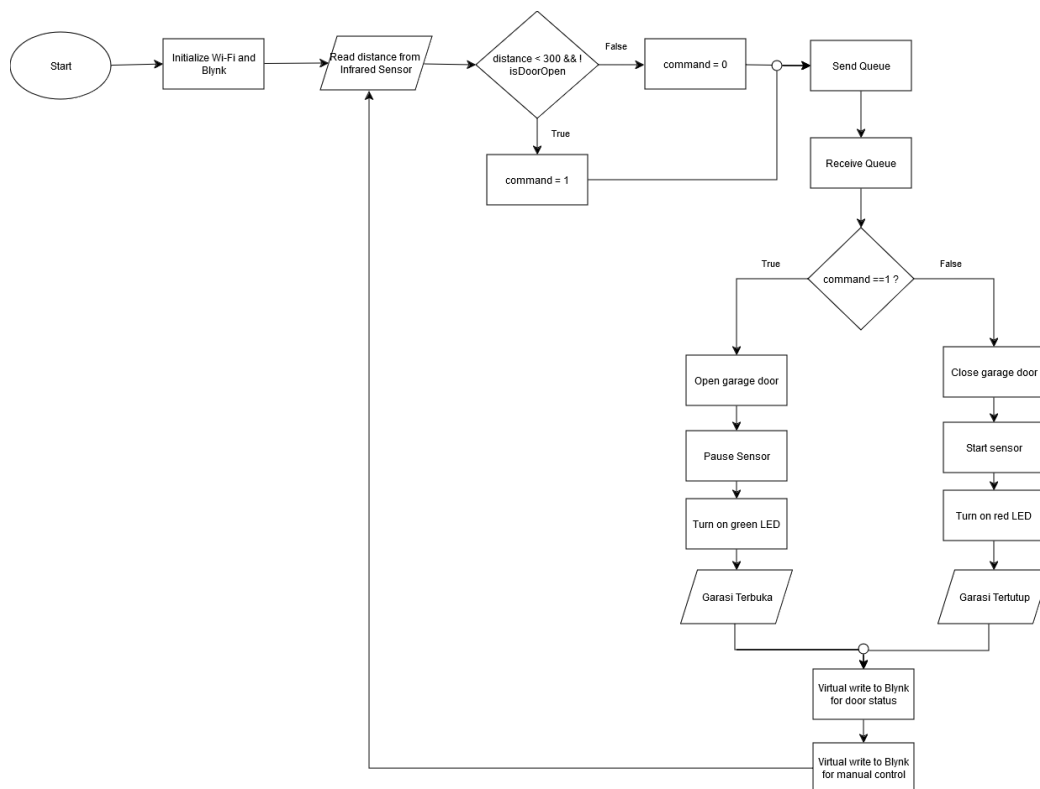 Start
Initialize Wi-Fi and
Blynk
Read distance from
Infrared Sensor
distance < 300 && !
isDoorOpen
False
command = 0
Send Queue
True
command = 1
Receive Queue
command ==1 ?
True
False
Open garage door
Close garage door
Pause Sensor
Start sensor
Turn on green LED
Turn on red LED
Garasi Terbuka
Garasi Tertutup
Virtual write to Blynk
for door status
Virtual write to Blynk
for manual control